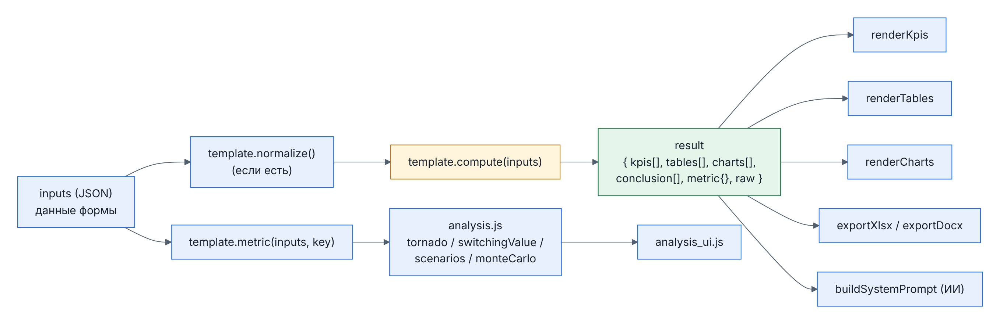 inputs (JSON)
данные формы
template.normalize()
(если есть)
template.compute(inputs)
result
{ kpis[], tables[], charts[],
conclusion[], metric{}, raw }
template.metric(inputs, key)
analysis.js
tornado / switchingValue /
scenarios / monteCarlo
analysis_ui.js
renderKpis
renderTables
renderCharts
exportXlsx / exportDocx
buildSystemPrompt (ИИ)